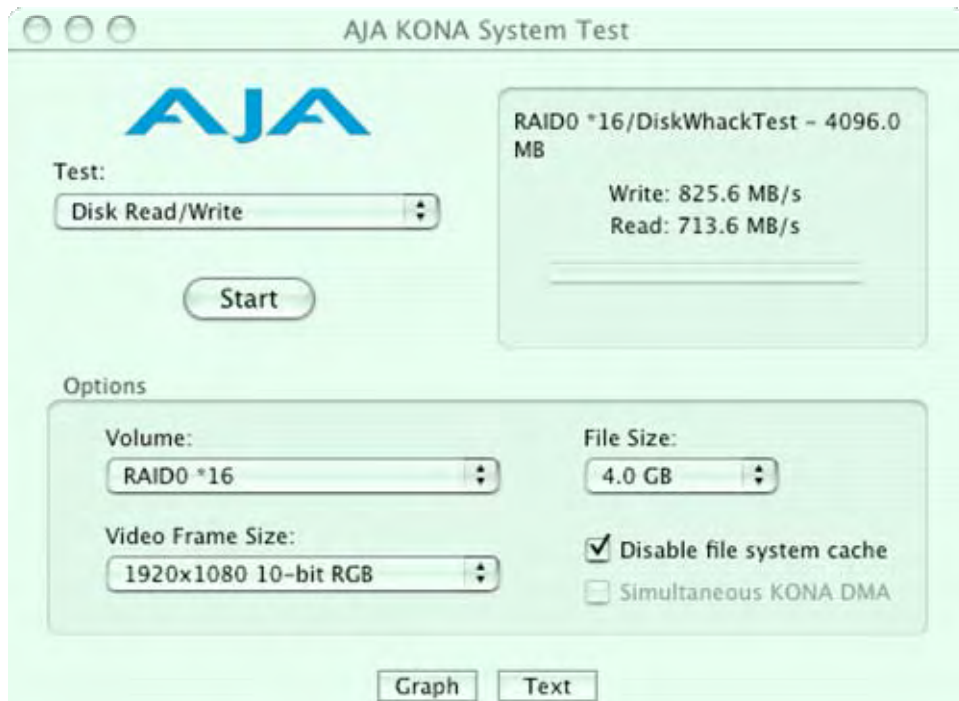 AJA KONA System Test
AJA
Test:
Disk Read/Write
Start
RAID0 *16/DiskWhackTest - 4096.0
MB
Write: 825.6 MB/s
Read: 713.6 MB/s
Options
Volume:
RAID0 *16
File Size:
4.0 GB
Video Frame Size:
1920x1080 10-bit RGB
Disable file system cache
Simultaneous KONA DMA
Graph
Text